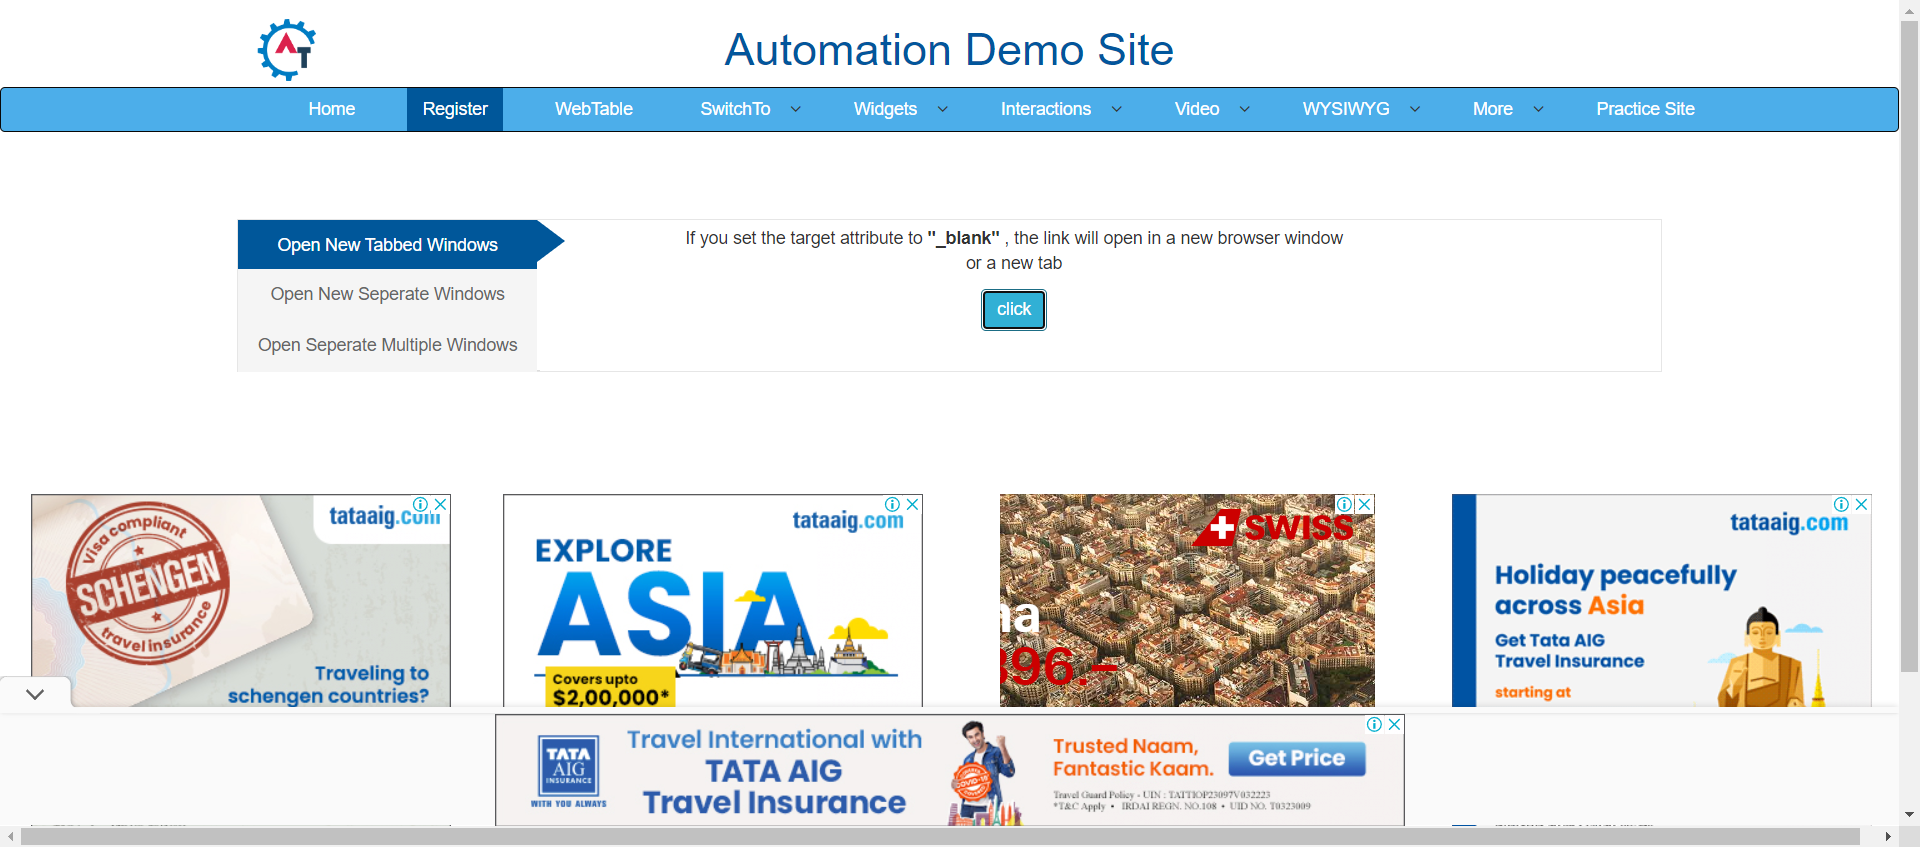 AT
Automation Demo Site
Home
Register
WebTable
SwitchTo
Widgets
Interactions
Video
WYSIWYG
More
Practice Site
Open New Tabbed Windows
Open New Seperate Windows
Open Seperate Multiple Windows
If you set the target attribute to "_blank" , the link will open in a new browser window
or a new tab
click
tataaig.com
Visa compliant
SCHENGEN
travel insurance
Traveling to
schengen countries?
tataaig.com
EXPLORE
ASIA
Covers upto
$2,00,000*
SWISS
na
396.–
tataaig.com
Holiday peacefully
across Asia
Get Tata AIG
Travel Insurance
starting at
TATA
AIG
INSURANCE
WITH YOU ALWAYS
Travel International with
TATA AIG
Travel Insurance
COVID-19
Trusted Naam,
Fantastic Kaam.
Travel Guard Policy - UIN : TATTIOP23097V032223
*T&C Apply • IRDAI REGN. NO.108 • UID NO. T0323009
Get Price